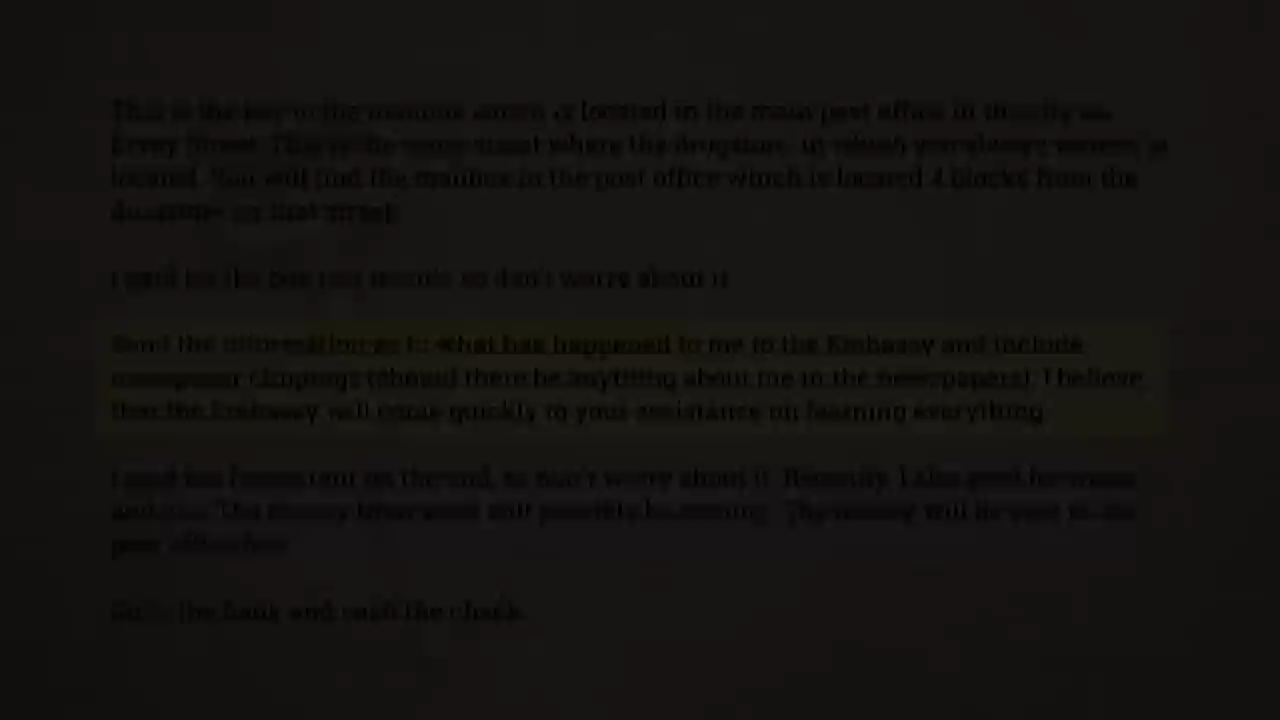 This is the key to the mailbox which is located in the main post office in the city on
Ervay Street. This is the same street where the drugstore, in which you always waited is
located. You will find the mailbox in the post office which is located 4 blocks from the
drugstore on that street.
I paid for the box last month so don't worry about it.
Send the information as to what has happened to me to the Embassy and include
newspaper clippings (should there be anything about me in the newspapers). I believe
that the Embassy will come quickly to your assistance on learning everything.
I paid the house rent on the 2nd, so don't worry about it. Recently I also paid for water
and gas. The money from work will possibly be coming. The money will be sent to our
post office box.
Go to the bank and cash the check.